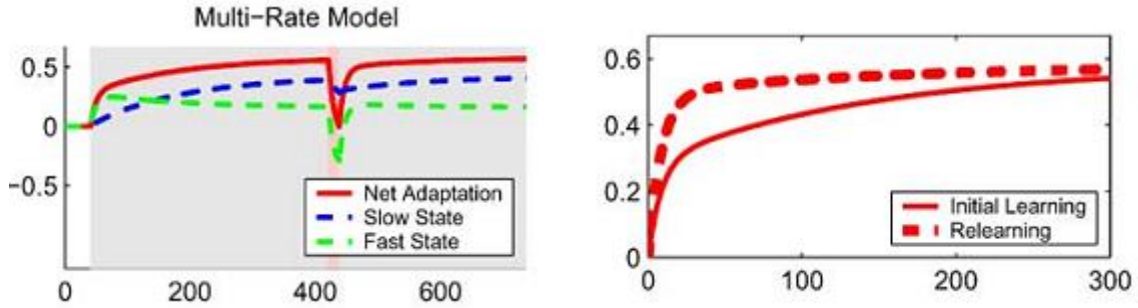 Multi-Rate Model
0.5
0
−0.5
Net Adaptation
Slow State
Fast State
0 200 400 600
0.6
0.4
0.2
0
Initial Learning
Relearning
0 100 200 300